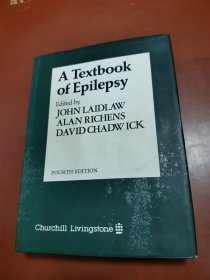 A Textbook
of Epilepsy
Edited by
JOHN LAIDLAW
ALAN RICHENS
DAVID CHADWICK
FOURTH EDITION
Churchill Livingstone